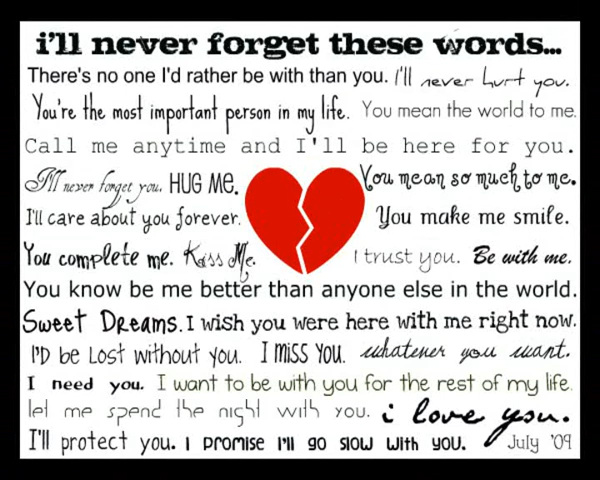 i'll never forget these words...
There's no one I'd rather be with than you. I'll never hurt you.
You're the most important person in my life. You mean the world to me.
Call me anytime and I'll be here for you.
I'll never forget you. HUG ME. You mean so much to me.
I'll care about you forever. You make me smile.
You complete me. Kiss Me. I trust you. Be with me.
You know be me better than anyone else in the world.
Sweet Dreams. I wish you were here with me right now.
I'D be Lost without you. I miss you. whatever you want.
I need you. I want to be with you for the rest of my life.
let me spend the night with you. i love you.
I'll protect you. I promise I'll go slow with you. July '09